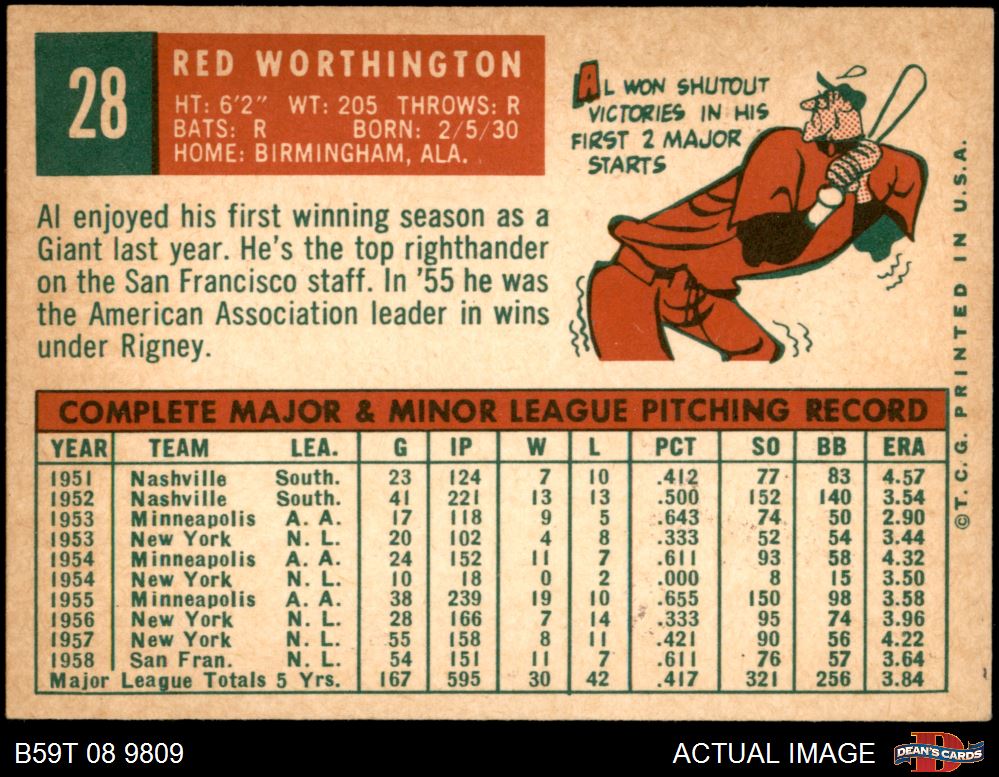 28
RED WORTHINGTON
HT: 6'2" WT: 205 THROWS: R
BATS: R BORN: 2/5/30
HOME: BIRMINGHAM, ALA.
AL WON SHUTOUT
VICTORIES IN HIS
FIRST 2 MAJOR
STARTS
Al enjoyed his first winning season as a
Giant last year. He's the top righthander
on the San Francisco staff. In '55 he was
the American Association leader in wins
under Rigney.
COMPLETE MAJOR & MINOR LEAGUE PITCHING RECORD
YEAR TEAM LEA. G IP W L PCT SO BB ERA
1951 Nashville South. 23 124 7 10 .412 77 83 4.57
1952 Nashville South. 41 221 13 13 .500 152 140 3.54
1953 Minneapolis A. A. 17 118 9 5 .643 74 50 2.90
1953 New York N. L. 20 102 4 8 .333 52 54 3.44
1954 Minneapolis A. A. 24 152 11 7 .611 93 58 4.32
1954 New York N. L. 10 18 0 2 .000 8 15 3.50
1955 Minneapolis A. A. 38 239 19 10 .655 150 98 3.58
1956 New York N. L. 28 166 7 14 .333 95 74 3.96
1957 New York N. L. 55 158 8 11 .421 90 56 4.22
1958 San Fran. N. L. 54 151 11 7 .611 76 57 3.64
Major League Totals 5 Yrs. 167 595 30 42 .417 321 256 3.84
©T. C. G. PRINTED IN U.S.A.
B59T 08 9809
ACTUAL IMAGE
D
DEAN'S CARDS